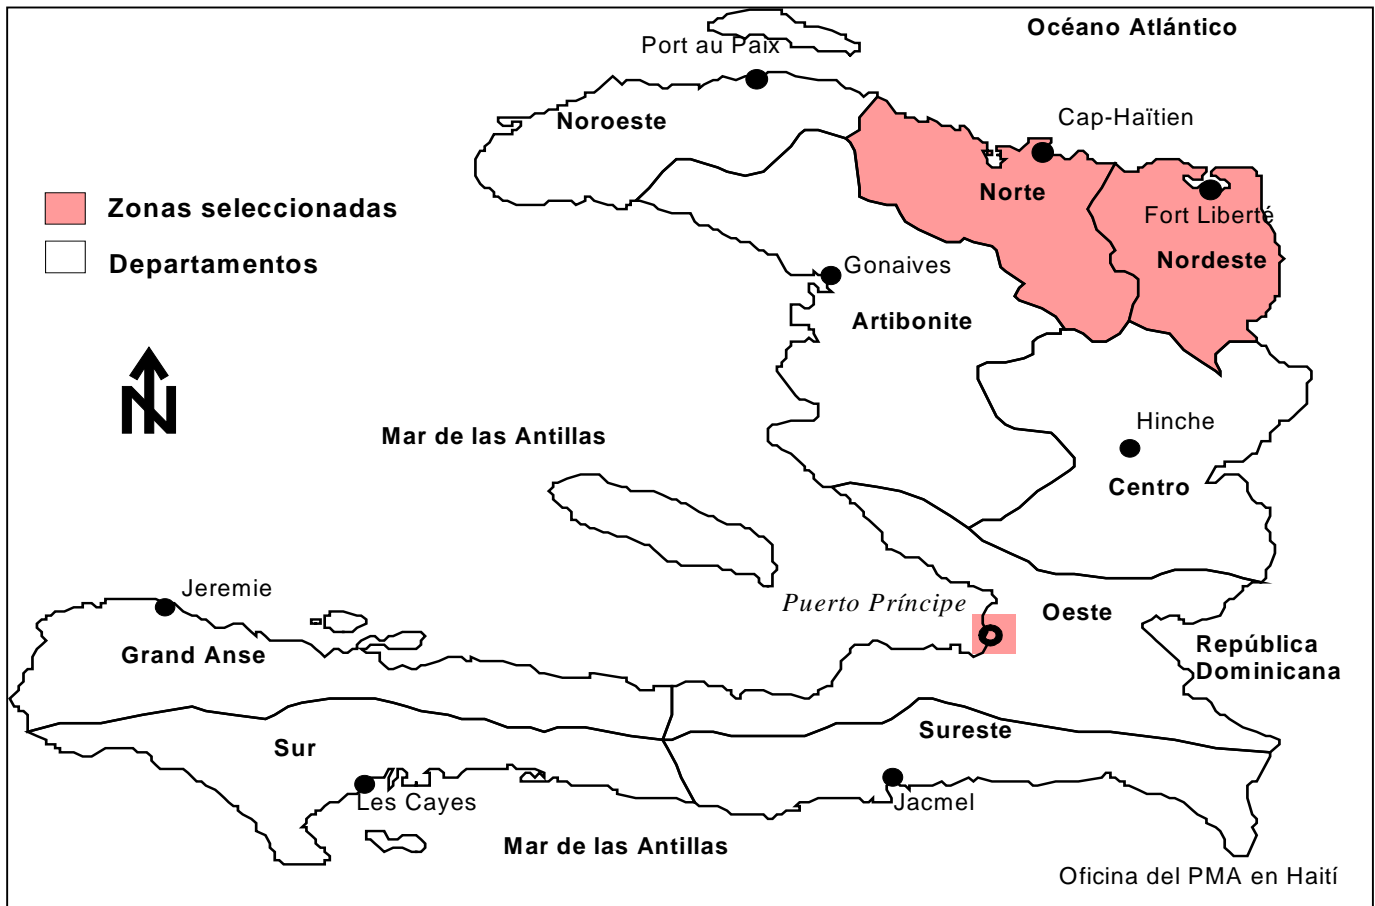 Océano Atlántico
Port au Paix
Cap-Haïtien
Noroeste
Norte
Zonas seleccionadas
Fort Liberté
Departamentos
Nordeste
Gonaives
Artibonite
N
Mar de las Antillas
Hinche
Centro
Jeremie
Puerto Príncipe
Oeste
Grand Anse
República
Dominicana
Sur
Sureste
Les Cayes
Jacmel
Mar de las Antillas
Oficina del PMA en Haití